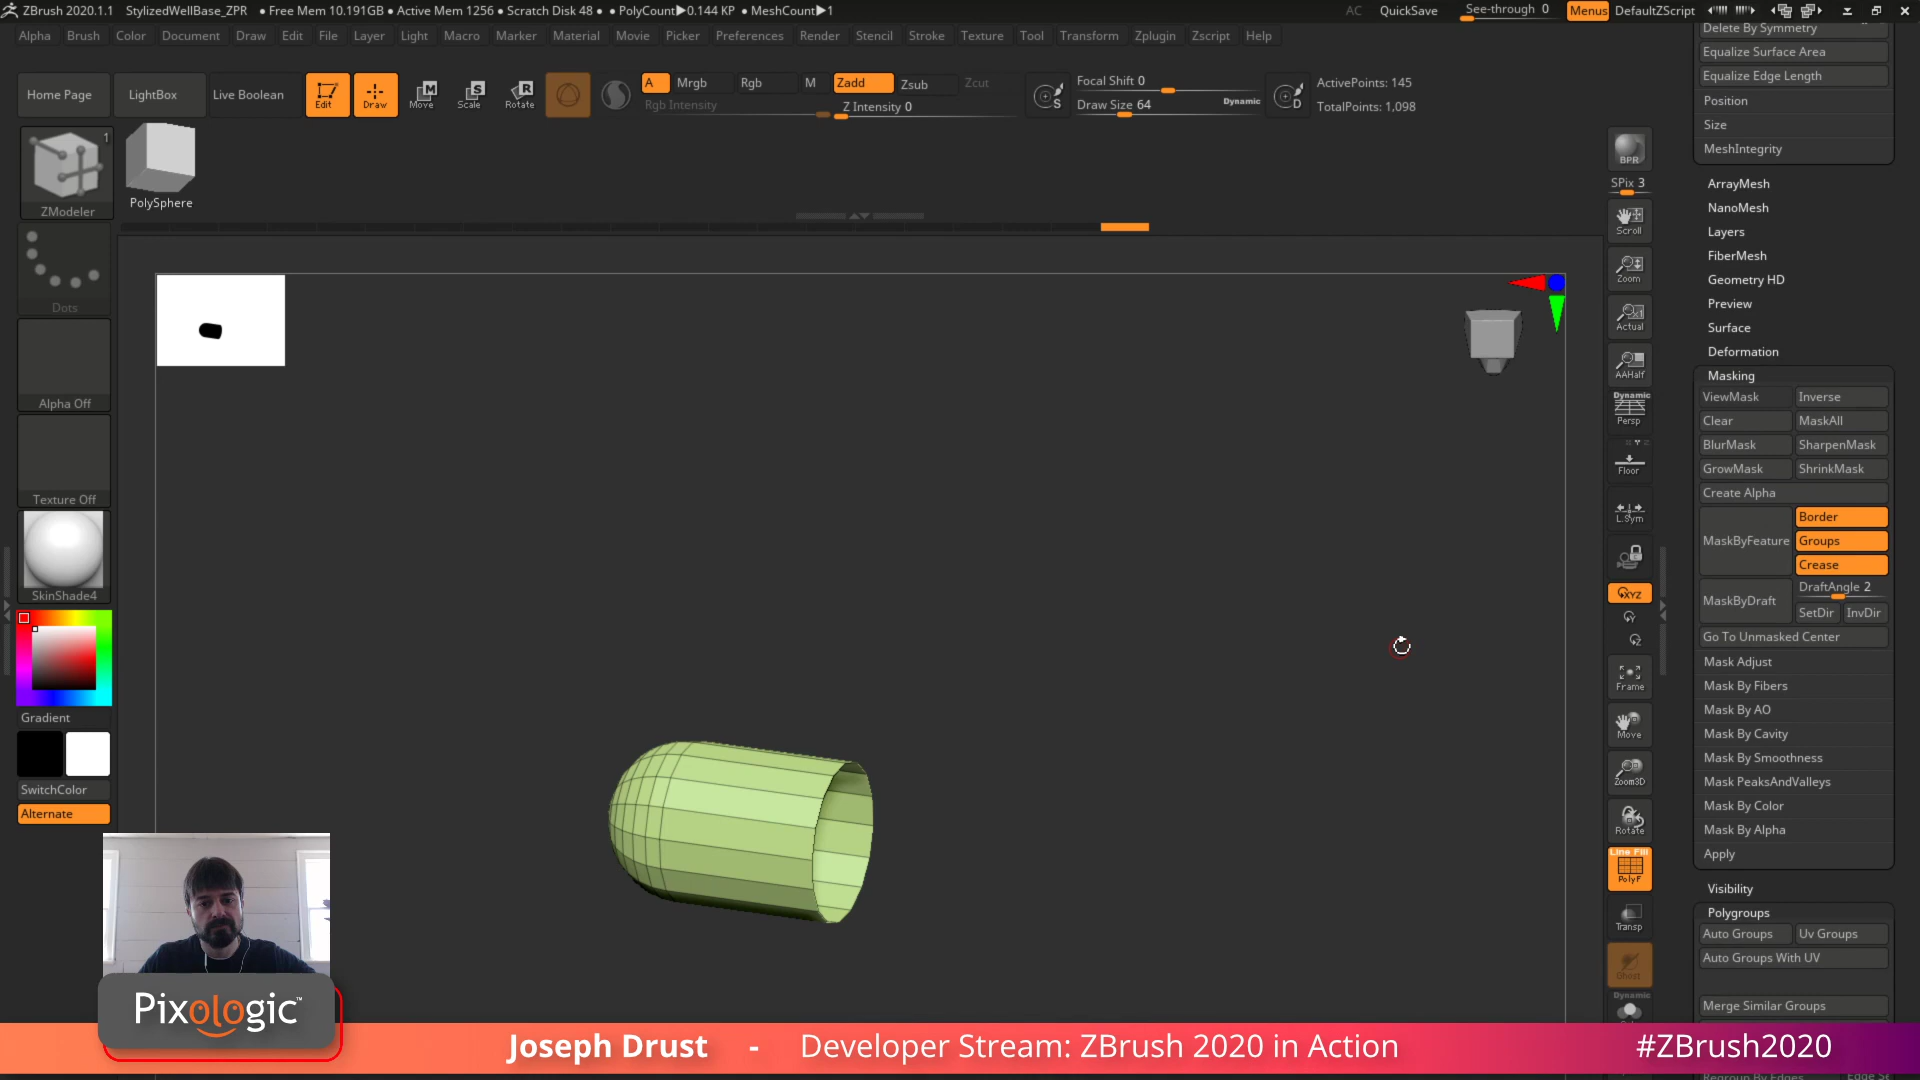 ZBrush 2020.1.1 StylizedWellBase_ZPR • Free Mem 10.191GB • Active Mem 1256 • Scratch Disk 48 • • PolyCount▶0.144 KP • MeshCount▶1 AC QuickSave See-through 0 Menus DefaultZScript
Alpha Brush Color Document Draw Edit File Layer Light Macro Marker Material Movie Picker Preferences Render Stencil Stroke Texture Tool Transform Zplugin Zscript Help
Home Page LightBox Live Boolean Edit Draw Move Scale Rotate
A Mrgb Rgb M Zadd Zsub Zcut
Rgb Intensity Z Intensity 0
S Focal Shift 0
Draw Size 64 Dynamic D
ActivePoints: 145
TotalPoints: 1,098
1
ZModeler
PolySphere
Dots
Alpha Off
Texture Off
SkinShade4
Gradient
SwitchColor
Alternate
BPR
SPix 3
Scroll
Zoom
Actual
AAHalf
Dynamic
Persp
Floor
L.Sym
XYZ
Y
Z
Frame
Move
Zoom3D
Rotate
Line Fill
PolyF
Transp
Ghost
Dynamic
Delete By Symmetry
Equalize Surface Area
Equalize Edge Length
Position
Size
MeshIntegrity
ArrayMesh
NanoMesh
Layers
FiberMesh
Geometry HD
Preview
Surface
Deformation
Masking
ViewMask Inverse
Clear MaskAll
BlurMask SharpenMask
GrowMask ShrinkMask
Create Alpha
MaskByFeature Border
Groups
Crease
MaskByDraft DraftAngle 2
SetDir InvDir
Go To Unmasked Center
Mask Adjust
Mask By Fibers
Mask By AO
Mask By Cavity
Mask By Smoothness
Mask PeaksAndValleys
Mask By Color
Mask By Alpha
Apply
Visibility
Polygroups
Auto Groups Uv Groups
Auto Groups With UV
Merge Similar Groups
Pixologic™
Joseph Drust - Developer Stream: ZBrush 2020 in Action #ZBrush2020